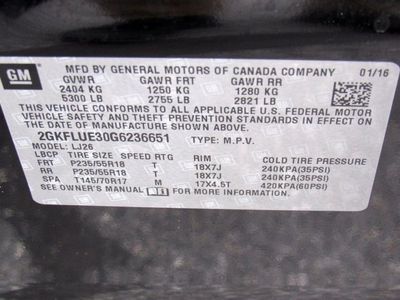 GM
MFD BY GENERAL MOTORS OF CANADA COMPANY 01/16
GVWR GAWR FRT GAWR RR
2404 KG 1250 KG 1280 KG
5300 LB 2755 LB 2821 LB
THIS VEHICLE CONFORMS TO ALL APPLICABLE U.S. FEDERAL MOTOR
VEHICLE SAFETY AND THEFT PREVENTION STANDARDS IN EFFECT
ON THE DATE OF MANUFACTURE SHOWN ABOVE.
2GKFLUE30G6236651 TYPE: M.P.V.
MODEL: LJ26
LBCP TIRE SIZE SPEED RTG RIM COLD TIRE PRESSURE
FRT P235/55R18 T 18X7J 240KPA(35PSI)
RR P235/55R18 T 18X7J 240KPA(35PSI)
SPA T145/70R17 M 17X4.5T 420KPA(60PSI)
SEE OWNER'S MANUAL FOR ADDITIONAL INFORMATION.